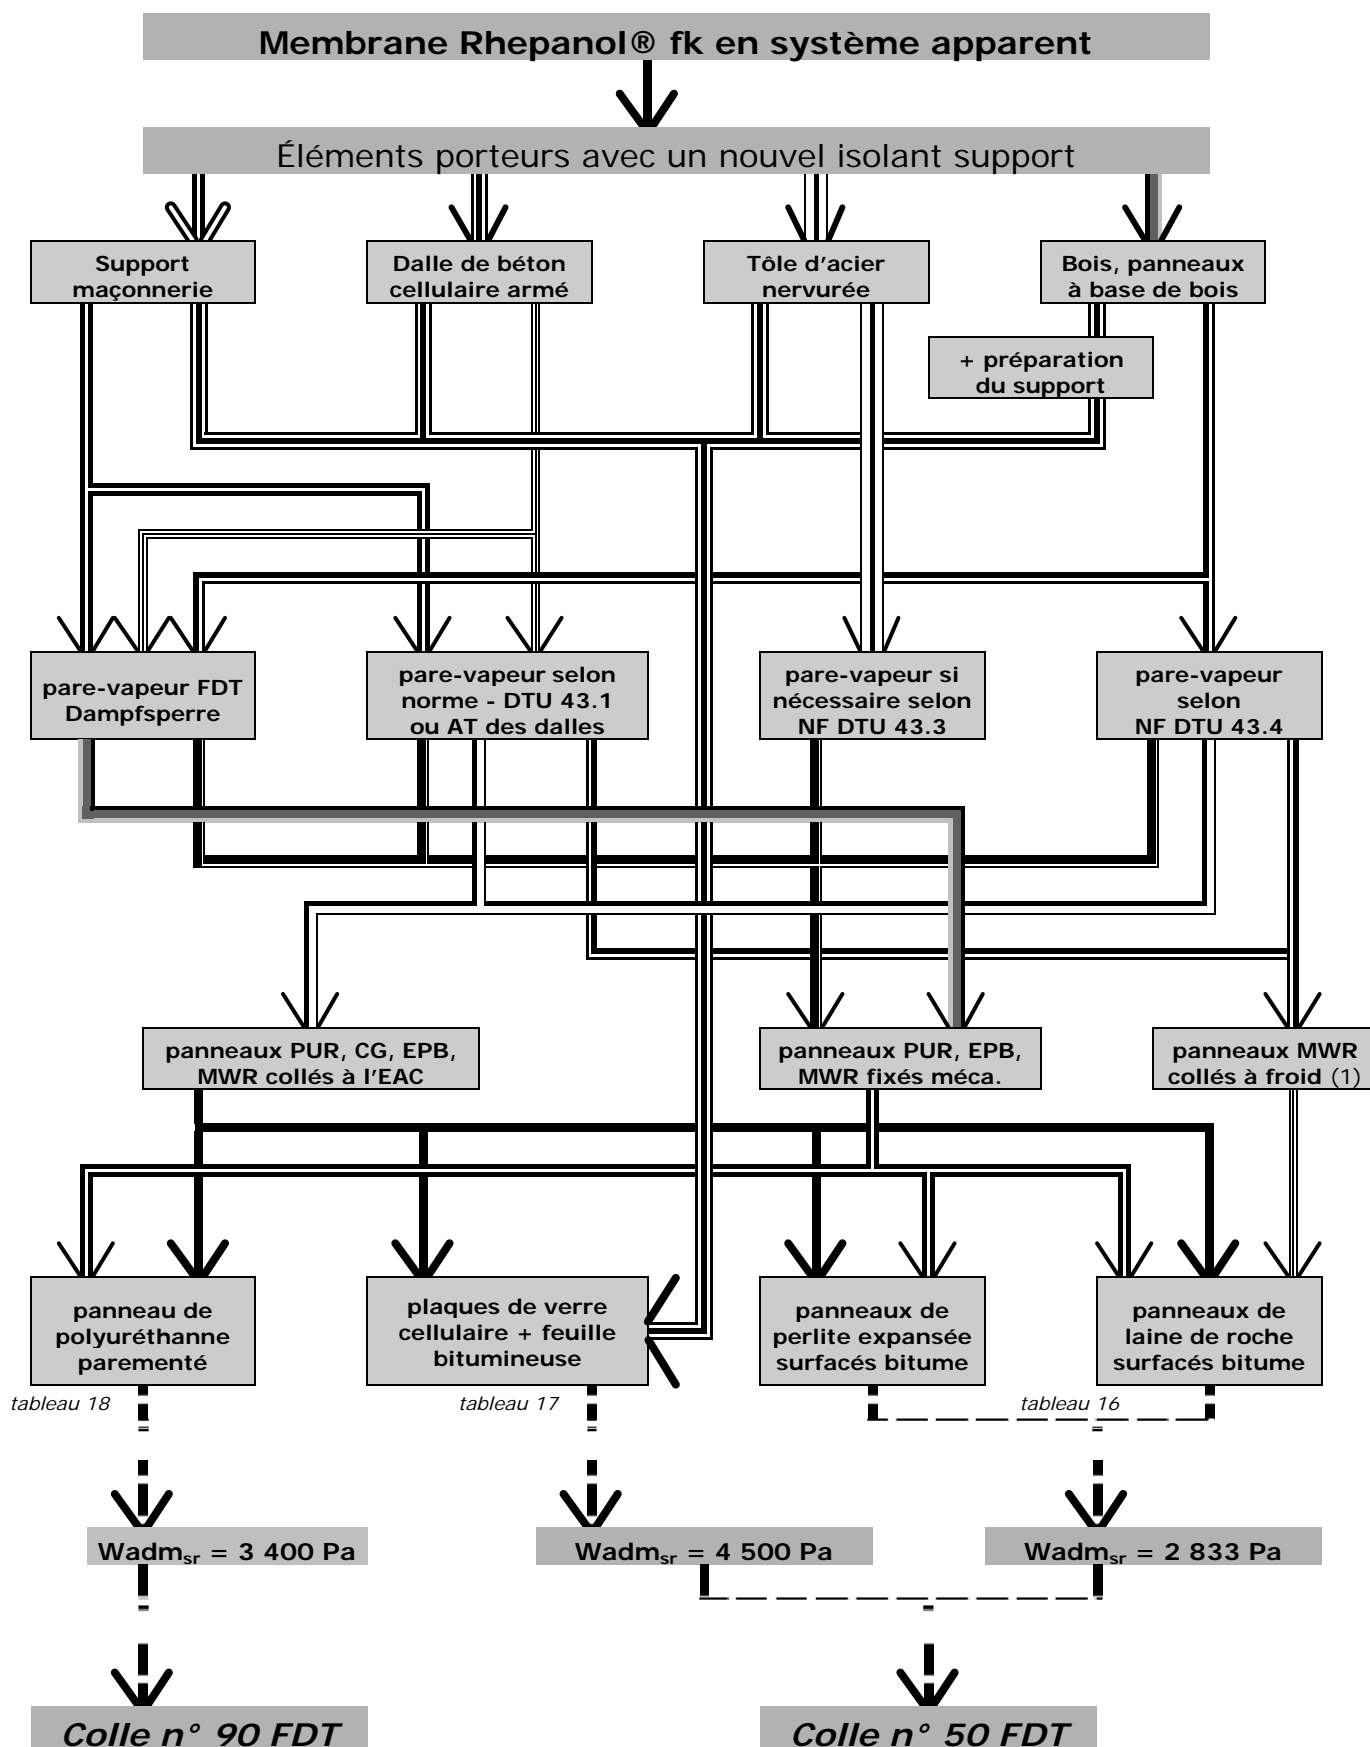 Membrane Rhepanol® fk en système apparent
Éléments porteurs avec un nouvel isolant support
Support
maçonnerie
Dalle de béton
cellulaire armé
Tôle d'acier
nervurée
Bois, panneaux
à base de bois
+ préparation
du support
pare-vapeur FDT
Dampfsperre
pare-vapeur selon
norme - DTU 43.1
ou AT des dalles
pare-vapeur si
nécessaire selon
NF DTU 43.3
pare-vapeur
selon
NF DTU 43.4
panneaux PUR, CG, EPB,
MWR collés à l'EAC
panneaux PUR, EPB,
MWR fixés méca.
panneaux MWR
collés à froid (1)
panneau de
polyuréthanne
parementé
plaques de verre
cellulaire + feuille
bitumineuse
panneaux de
perlite expansée
surfacés bitume
panneaux de
laine de roche
surfacés bitume
tableau 18
tableau 17
tableau 16
Wadmsr = 3 400 Pa
Wadmsr = 4 500 Pa
Wadmsr = 2 833 Pa
Colle n° 90 FDT
Colle n° 50 FDT